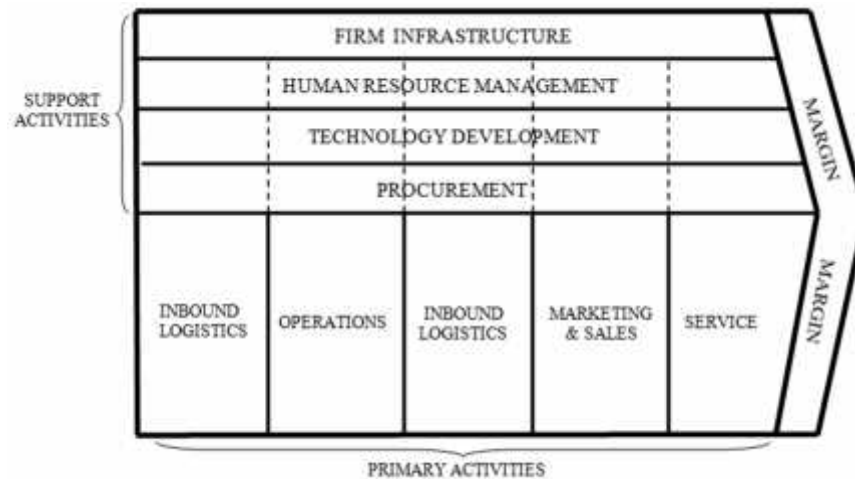 FIRM INFRASTRUCTURE
HUMAN RESOURCE MANAGEMENT
SUPPORT
ACTIVITIES
TECHNOLOGY DEVELOPMENT
PROCUREMENT
MARGIN
MARGIN
INBOUND
LOGISTICS
OPERATIONS
INBOUND
LOGISTICS
MARKETING
& SALES
SERVICE
PRIMARY ACTIVITIES